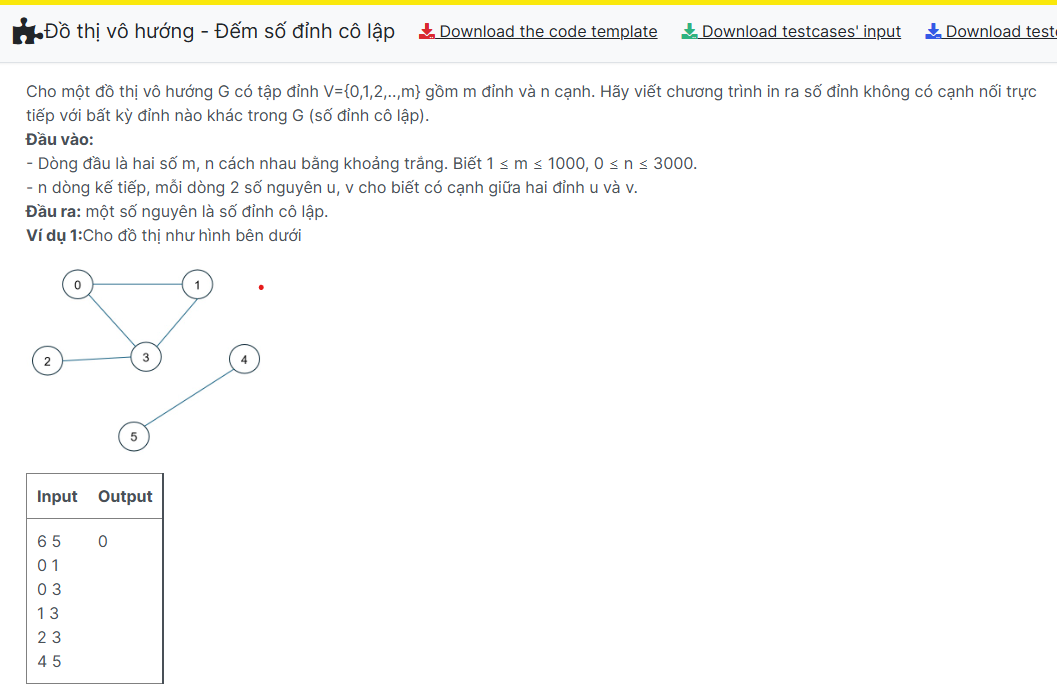 Đồ thị vô hướng - Đếm số đỉnh cô lập Download the code template Download testcases' input Download test
Cho một đồ thị vô hướng G có tập đỉnh V={0,1,2,..,m} gồm m đỉnh và n cạnh. Hãy viết chương trình in ra số đỉnh không có cạnh nối trực
tiếp với bất kỳ đỉnh nào khác trong G (số đỉnh cô lập).
Đầu vào:
- Dòng đầu là hai số m, n cách nhau bằng khoảng trắng. Biết 1 ≤ m ≤ 1000, 0 ≤ n ≤ 3000.
- n dòng kế tiếp, mỗi dòng 2 số nguyên u, v cho biết có cạnh giữa hai đỉnh u và v.
Đầu ra: một số nguyên là số đỉnh cô lập.
Ví dụ 1:Cho đồ thị như hình bên dưới
0 1
2 3 4
5
Input Output
6 5 0
0 1
0 3
1 3
2 3
4 5